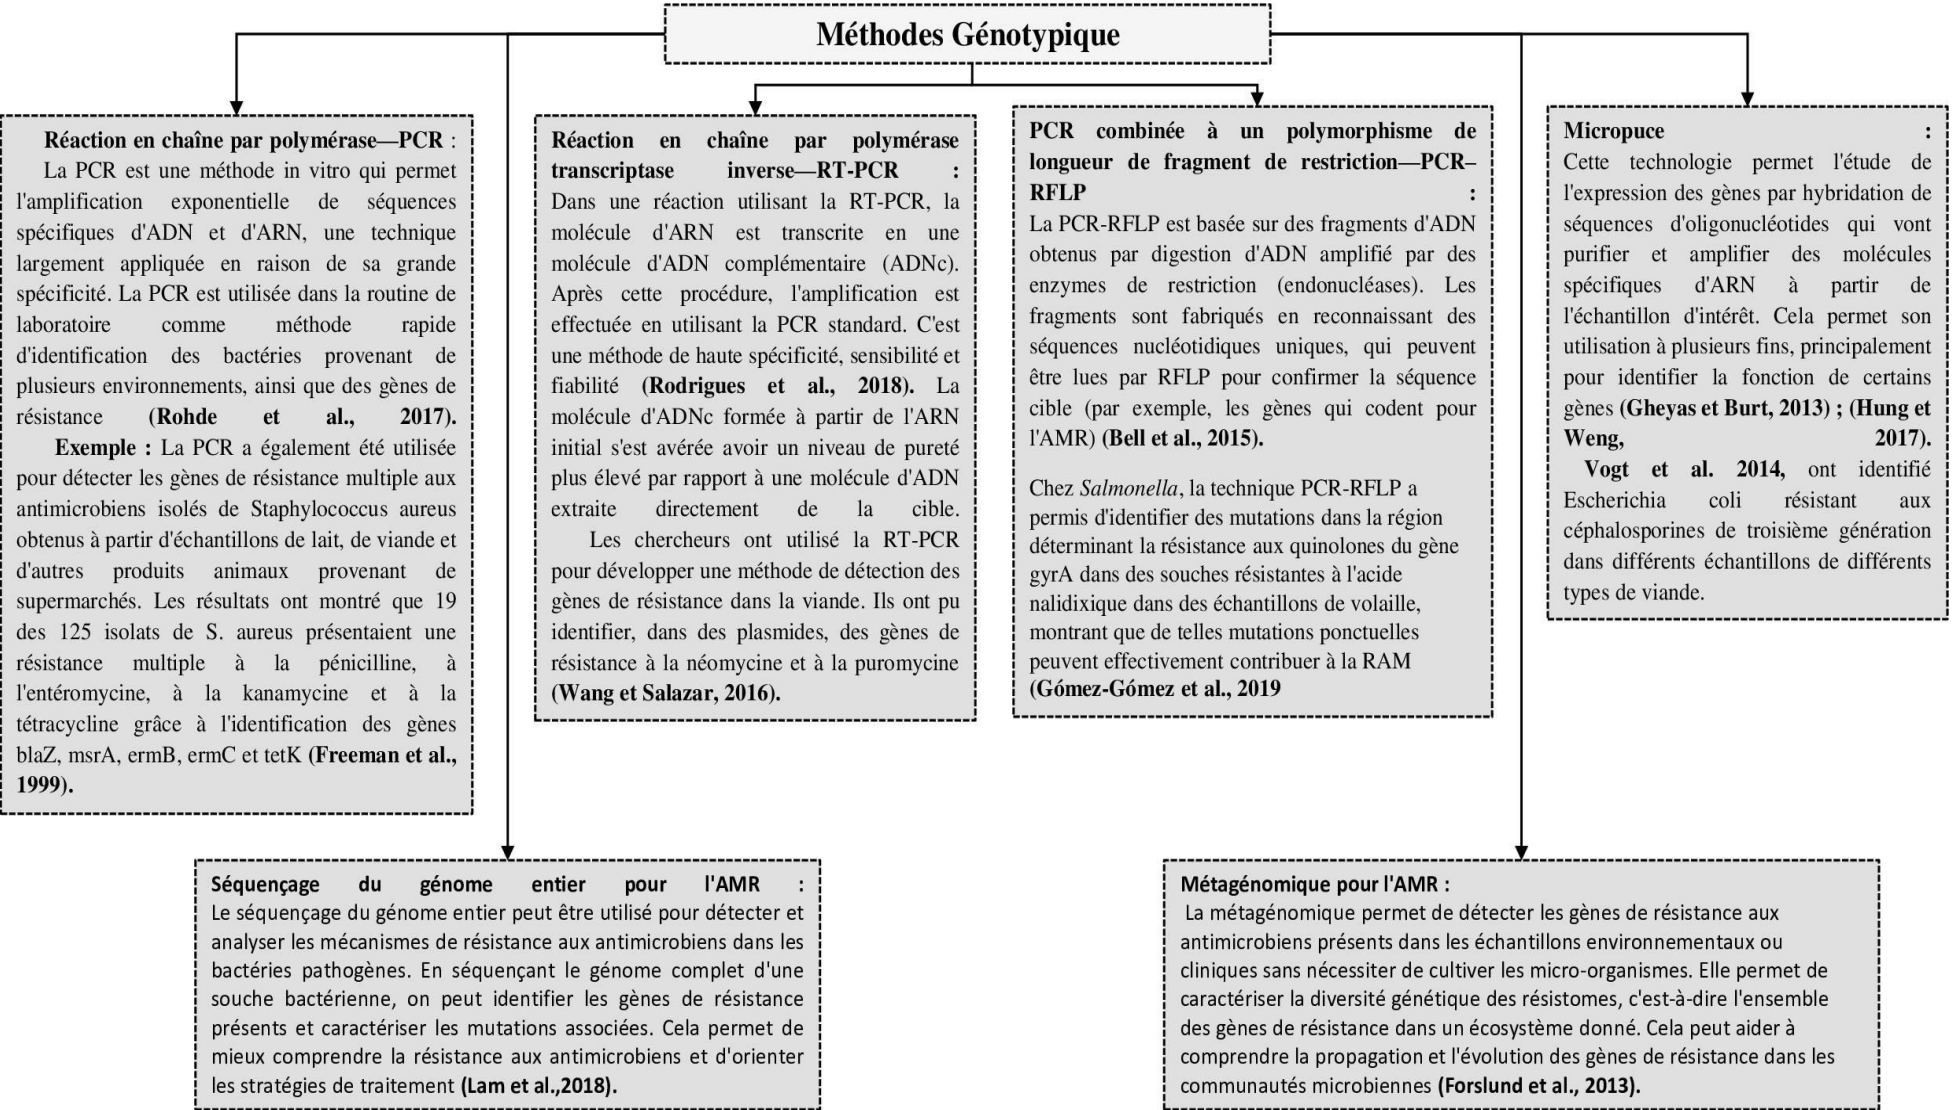 Méthodes Génotypique
Réaction en chaîne par polymérase—PCR :
La PCR est une méthode in vitro qui permet
l'amplification exponentielle de séquences
spécifiques d'ADN et d'ARN, une technique
largement appliquée en raison de sa grande
spécificité. La PCR est utilisée dans la routine de
laboratoire comme méthode rapide
d'identification des bactéries provenant de
plusieurs environnements, ainsi que des gènes de
résistance (Rohde et al., 2017).
Exemple : La PCR a également été utilisée
pour détecter les gènes de résistance multiple aux
antimicrobiens isolés de Staphylococcus aureus
obtenus à partir d'échantillons de lait, de viande et
d'autres produits animaux provenant de
supermarchés. Les résultats ont montré que 19
des 125 isolats de S. aureus présentaient une
résistance multiple à la pénicilline, à
l'entéromycine, à la kanamycine et à la
tétracycline grâce à l'identification des gènes
blaZ, msrA, ermB, ermC et tetK (Freeman et al.,
1999).
Réaction en chaîne par polymérase
transcriptase inverse—RT-PCR :
Dans une réaction utilisant la RT-PCR, la
molécule d'ARN est transcrite en une
molécule d'ADN complémentaire (ADNc).
Après cette procédure, l'amplification est
effectuée en utilisant la PCR standard. C'est
une méthode de haute spécificité, sensibilité et
fiabilité (Rodrigues et al., 2018). La
molécule d'ADNc formée à partir de l'ARN
initial s'est avérée avoir un niveau de pureté
plus élevé par rapport à une molécule d'ADN
extraite directement de la cible.
Les chercheurs ont utilisé la RT-PCR
pour développer une méthode de détection des
gènes de résistance dans la viande. Ils ont pu
identifier, dans des plasmides, des gènes de
résistance à la néomycine et à la puromycine
(Wang et Salazar, 2016).
PCR combinée à un polymorphisme de
longueur de fragment de restriction—PCR–
RFLP :
La PCR-RFLP est basée sur des fragments d'ADN
obtenus par digestion d'ADN amplifié par des
enzymes de restriction (endonucléases). Les
fragments sont fabriqués en reconnaissant des
séquences nucléotidiques uniques, qui peuvent
être lues par RFLP pour confirmer la séquence
cible (par exemple, les gènes qui codent pour
l'AMR) (Bell et al., 2015).
Chez Salmonella, la technique PCR-RFLP a
permis d'identifier des mutations dans la région
déterminant la résistance aux quinolones du gène
gyrA dans des souches résistantes à l'acide
nalidixique dans des échantillons de volaille,
montrant que de telles mutations ponctuelles
peuvent effectivement contribuer à la RAM
(Gómez-Gómez et al., 2019
Micropuce :
Cette technologie permet l'étude de
l'expression des gènes par hybridation de
séquences d'oligonucléotides qui vont
purifier et amplifier des molécules
spécifiques d'ARN à partir de
l'échantillon d'intérêt. Cela permet son
utilisation à plusieurs fins, principalement
pour identifier la fonction de certains
gènes (Gheyas et Burt, 2013) ; (Hung et
Weng, 2017).
Vogt et al. 2014, ont identifié
Escherichia coli résistant aux
céphalosporines de troisième génération
dans différents échantillons de différents
types de viande.
Séquençage du génome entier pour l'AMR :
Le séquençage du génome entier peut être utilisé pour détecter et
analyser les mécanismes de résistance aux antimicrobiens dans les
bactéries pathogènes. En séquençant le génome complet d'une
souche bactérienne, on peut identifier les gènes de résistance
présents et caractériser les mutations associées. Cela permet de
mieux comprendre la résistance aux antimicrobiens et d'orienter
les stratégies de traitement (Lam et al.,2018).
Métagénomique pour l'AMR :
La métagénomique permet de détecter les gènes de résistance aux
antimicrobiens présents dans les échantillons environnementaux ou
cliniques sans nécessiter de cultiver les micro-organismes. Elle permet de
caractériser la diversité génétique des résistomes, c'est-à-dire l'ensemble
des gènes de résistance dans un écosystème donné. Cela peut aider à
comprendre la propagation et l'évolution des gènes de résistance dans les
communautés microbiennes (Forslund et al., 2013).